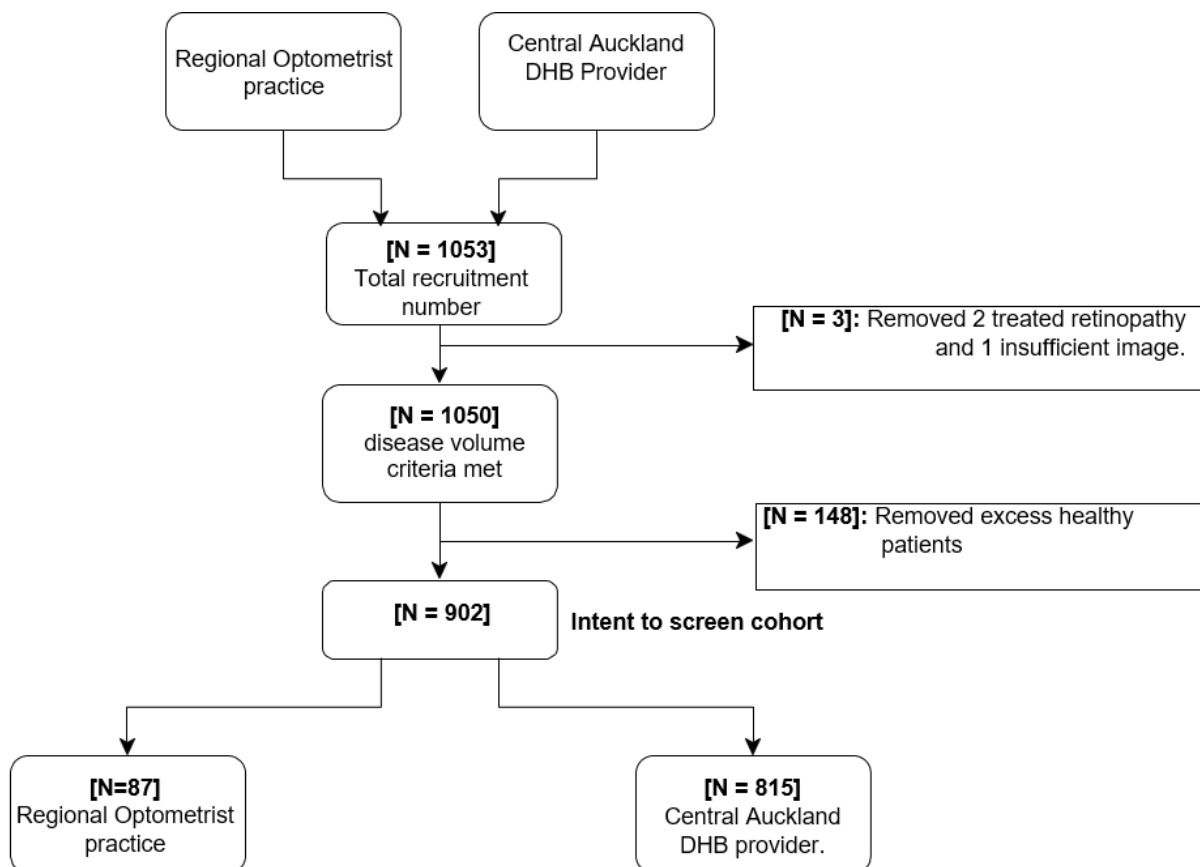 Regional Optometrist
practice
Central Auckland
DHB Provider
[N = 1053]
Total recruitment
number
[N = 3]: Removed 2 treated retinopathy
and 1 insufficient image.
[N = 1050]
disease volume
criteria met
[N = 148]: Removed excess healthy
patients
[N = 902]
Intent to screen cohort
[N=87]
Regional Optometrist
practice
[N = 815]
Central Auckland
DHB provider.